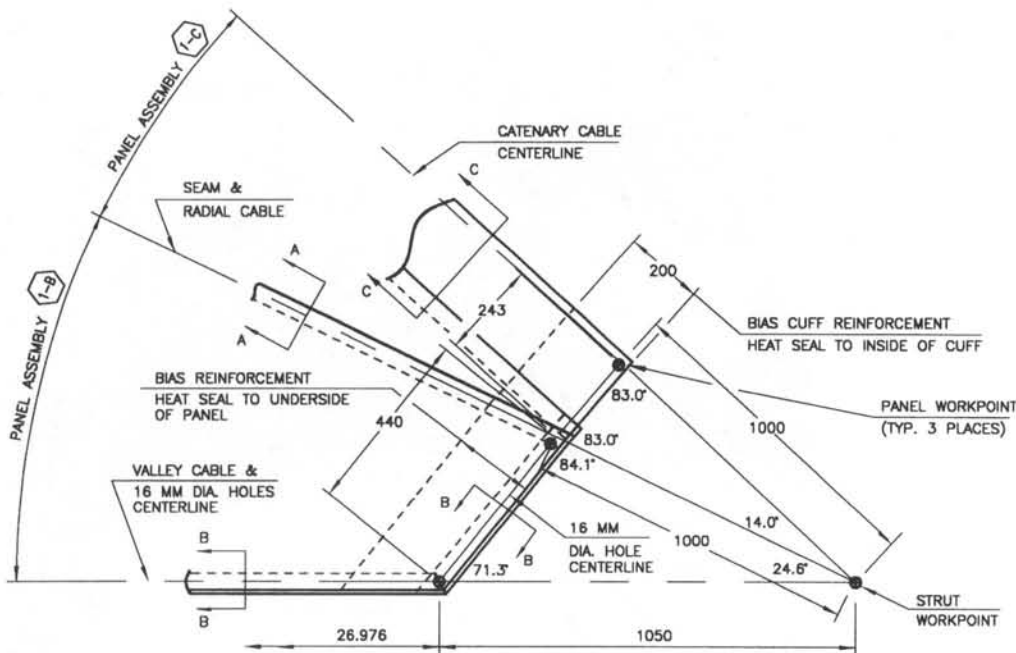 PANEL ASSEMBLY 1-C
CATENARY CABLE
CENTERLINE
C
SEAM &
RADIAL CABLE
A
C
200
243
A
BIAS CUFF REINFORCEMENT
HEAT SEAL TO INSIDE OF CUFF
PANEL ASSEMBLY 1-B
BIAS REINFORCEMENT
HEAT SEAL TO UNDERSIDE
OF PANEL
83.0°
PANEL WORKPOINT
(TYP. 3 PLACES)
1000
440
83.0°
84.1°
VALLEY CABLE &
16 MM DIA. HOLES
CENTERLINE
B
16 MM
DIA. HOLE
CENTERLINE
14.0°
1000
B
B
71.3°
24.6°
STRUT
WORKPOINT
B
26.976
1050